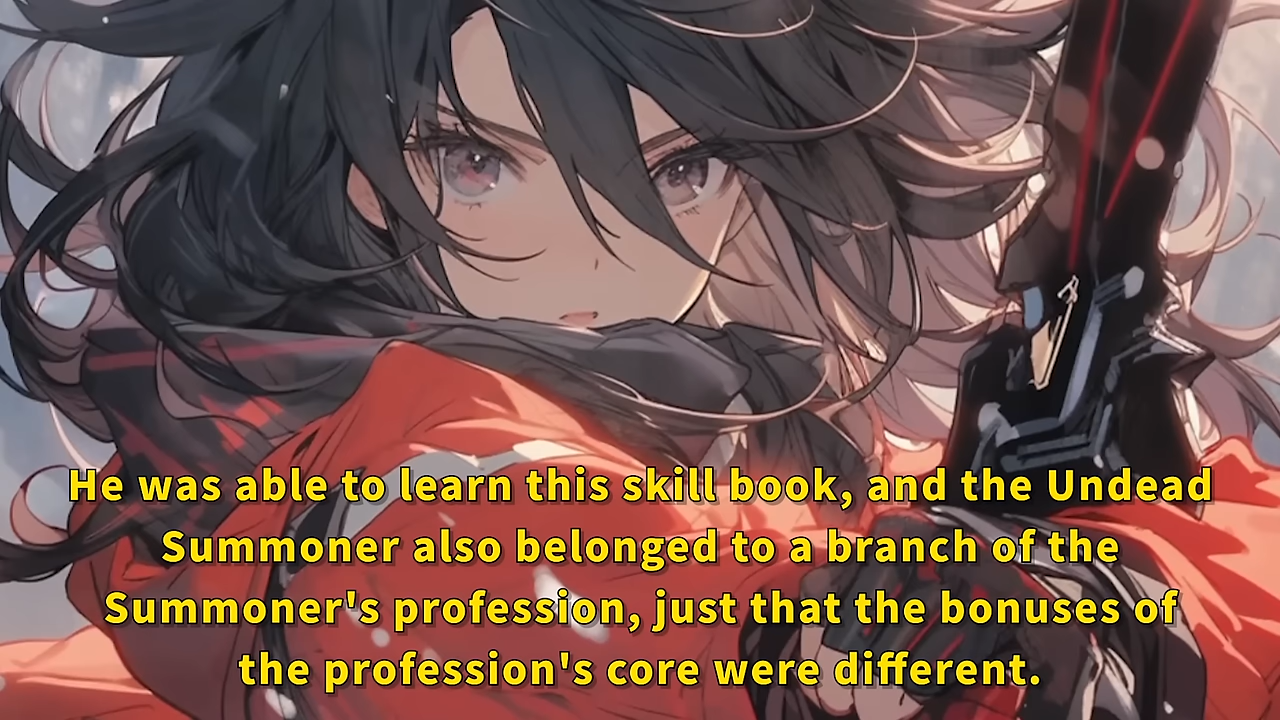 He was able to learn this skill book, and the Undead
Summoner also belonged to a branch of the
Summoner's profession, just that the bonuses of
the profession's core were different.